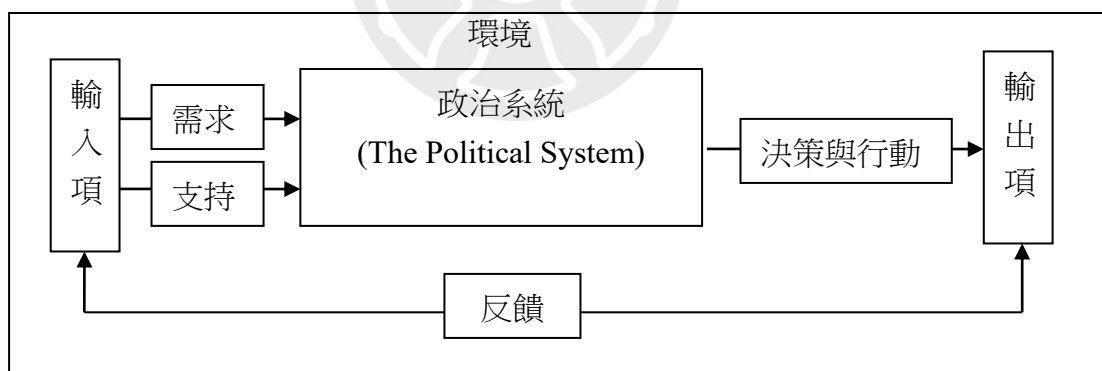 環境
輸入項
需求
支持
政治系統
(The Political System)
決策與行動
輸出項
反饋